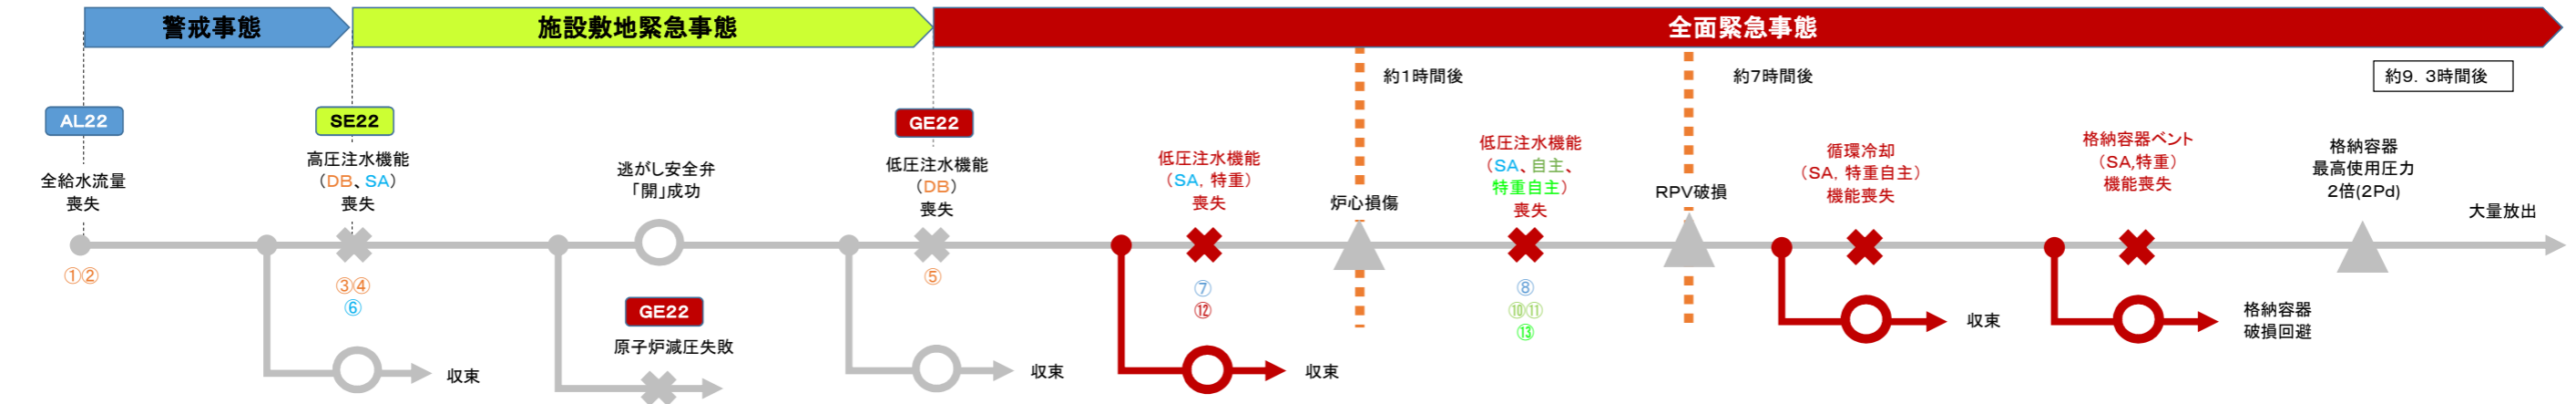 警戒事態
施設敷地緊急事態
全面緊急事態
約1時間後
約7時間後
約9. 3時間後
AL22
全給水流量
喪失
①②
SE22
高圧注水機能
（DB、SA）
喪失
③④
⑥
収束
逃がし安全弁
「開」成功
GE22
原子炉減圧失敗
GE22
低圧注水機能
（DB）
喪失
⑤
収束
低圧注水機能
（SA，特重）
喪失
⑦
⑫
収束
炉心損傷
低圧注水機能
（SA、自主、
特重自主）
喪失
⑧
⑩⑪
⑬
RPV破損
循環冷却
（SA，特重自主）
機能喪失
収束
格納容器ベント
（SA,特重）
機能喪失
格納容器
破損回避
格納容器
最高使用圧力
2倍(2Pd)
大量放出